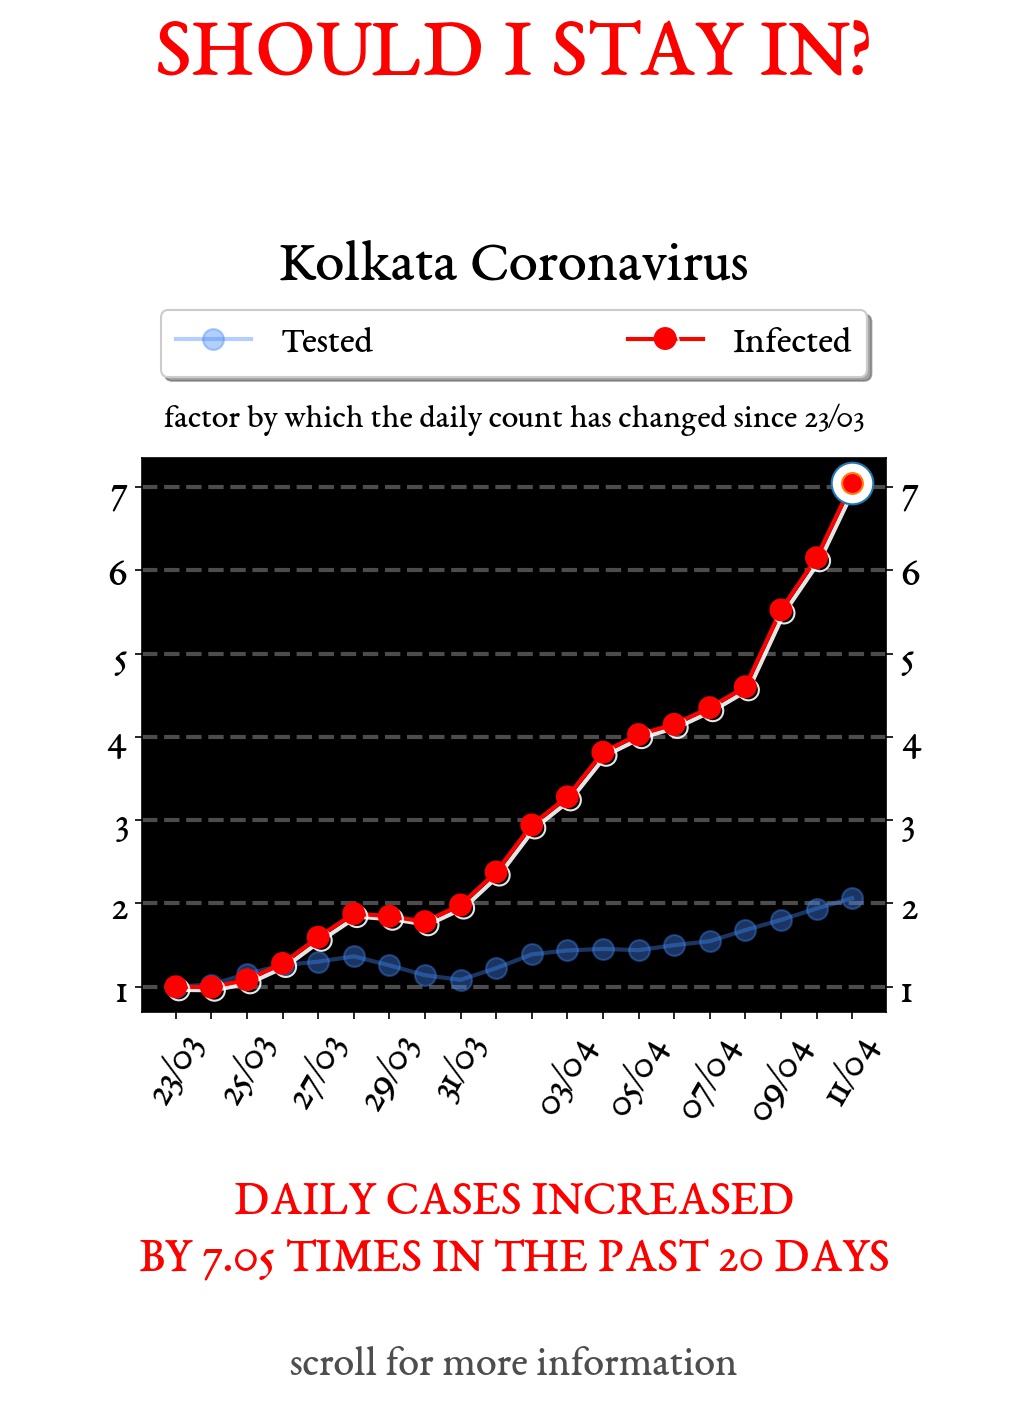 SHOULD I STAY IN?
Kolkata Coronavirus
Tested Infected
factor by which the daily count has changed since 23/03
7 7
6 6
5 5
4 4
3 3
2 2
1 1
23/03 25/03 27/03 29/03 31/03 03/04 05/04 07/04 09/04 11/04
DAILY CASES INCREASED
BY 7.05 TIMES IN THE PAST 20 DAYS
scroll for more information